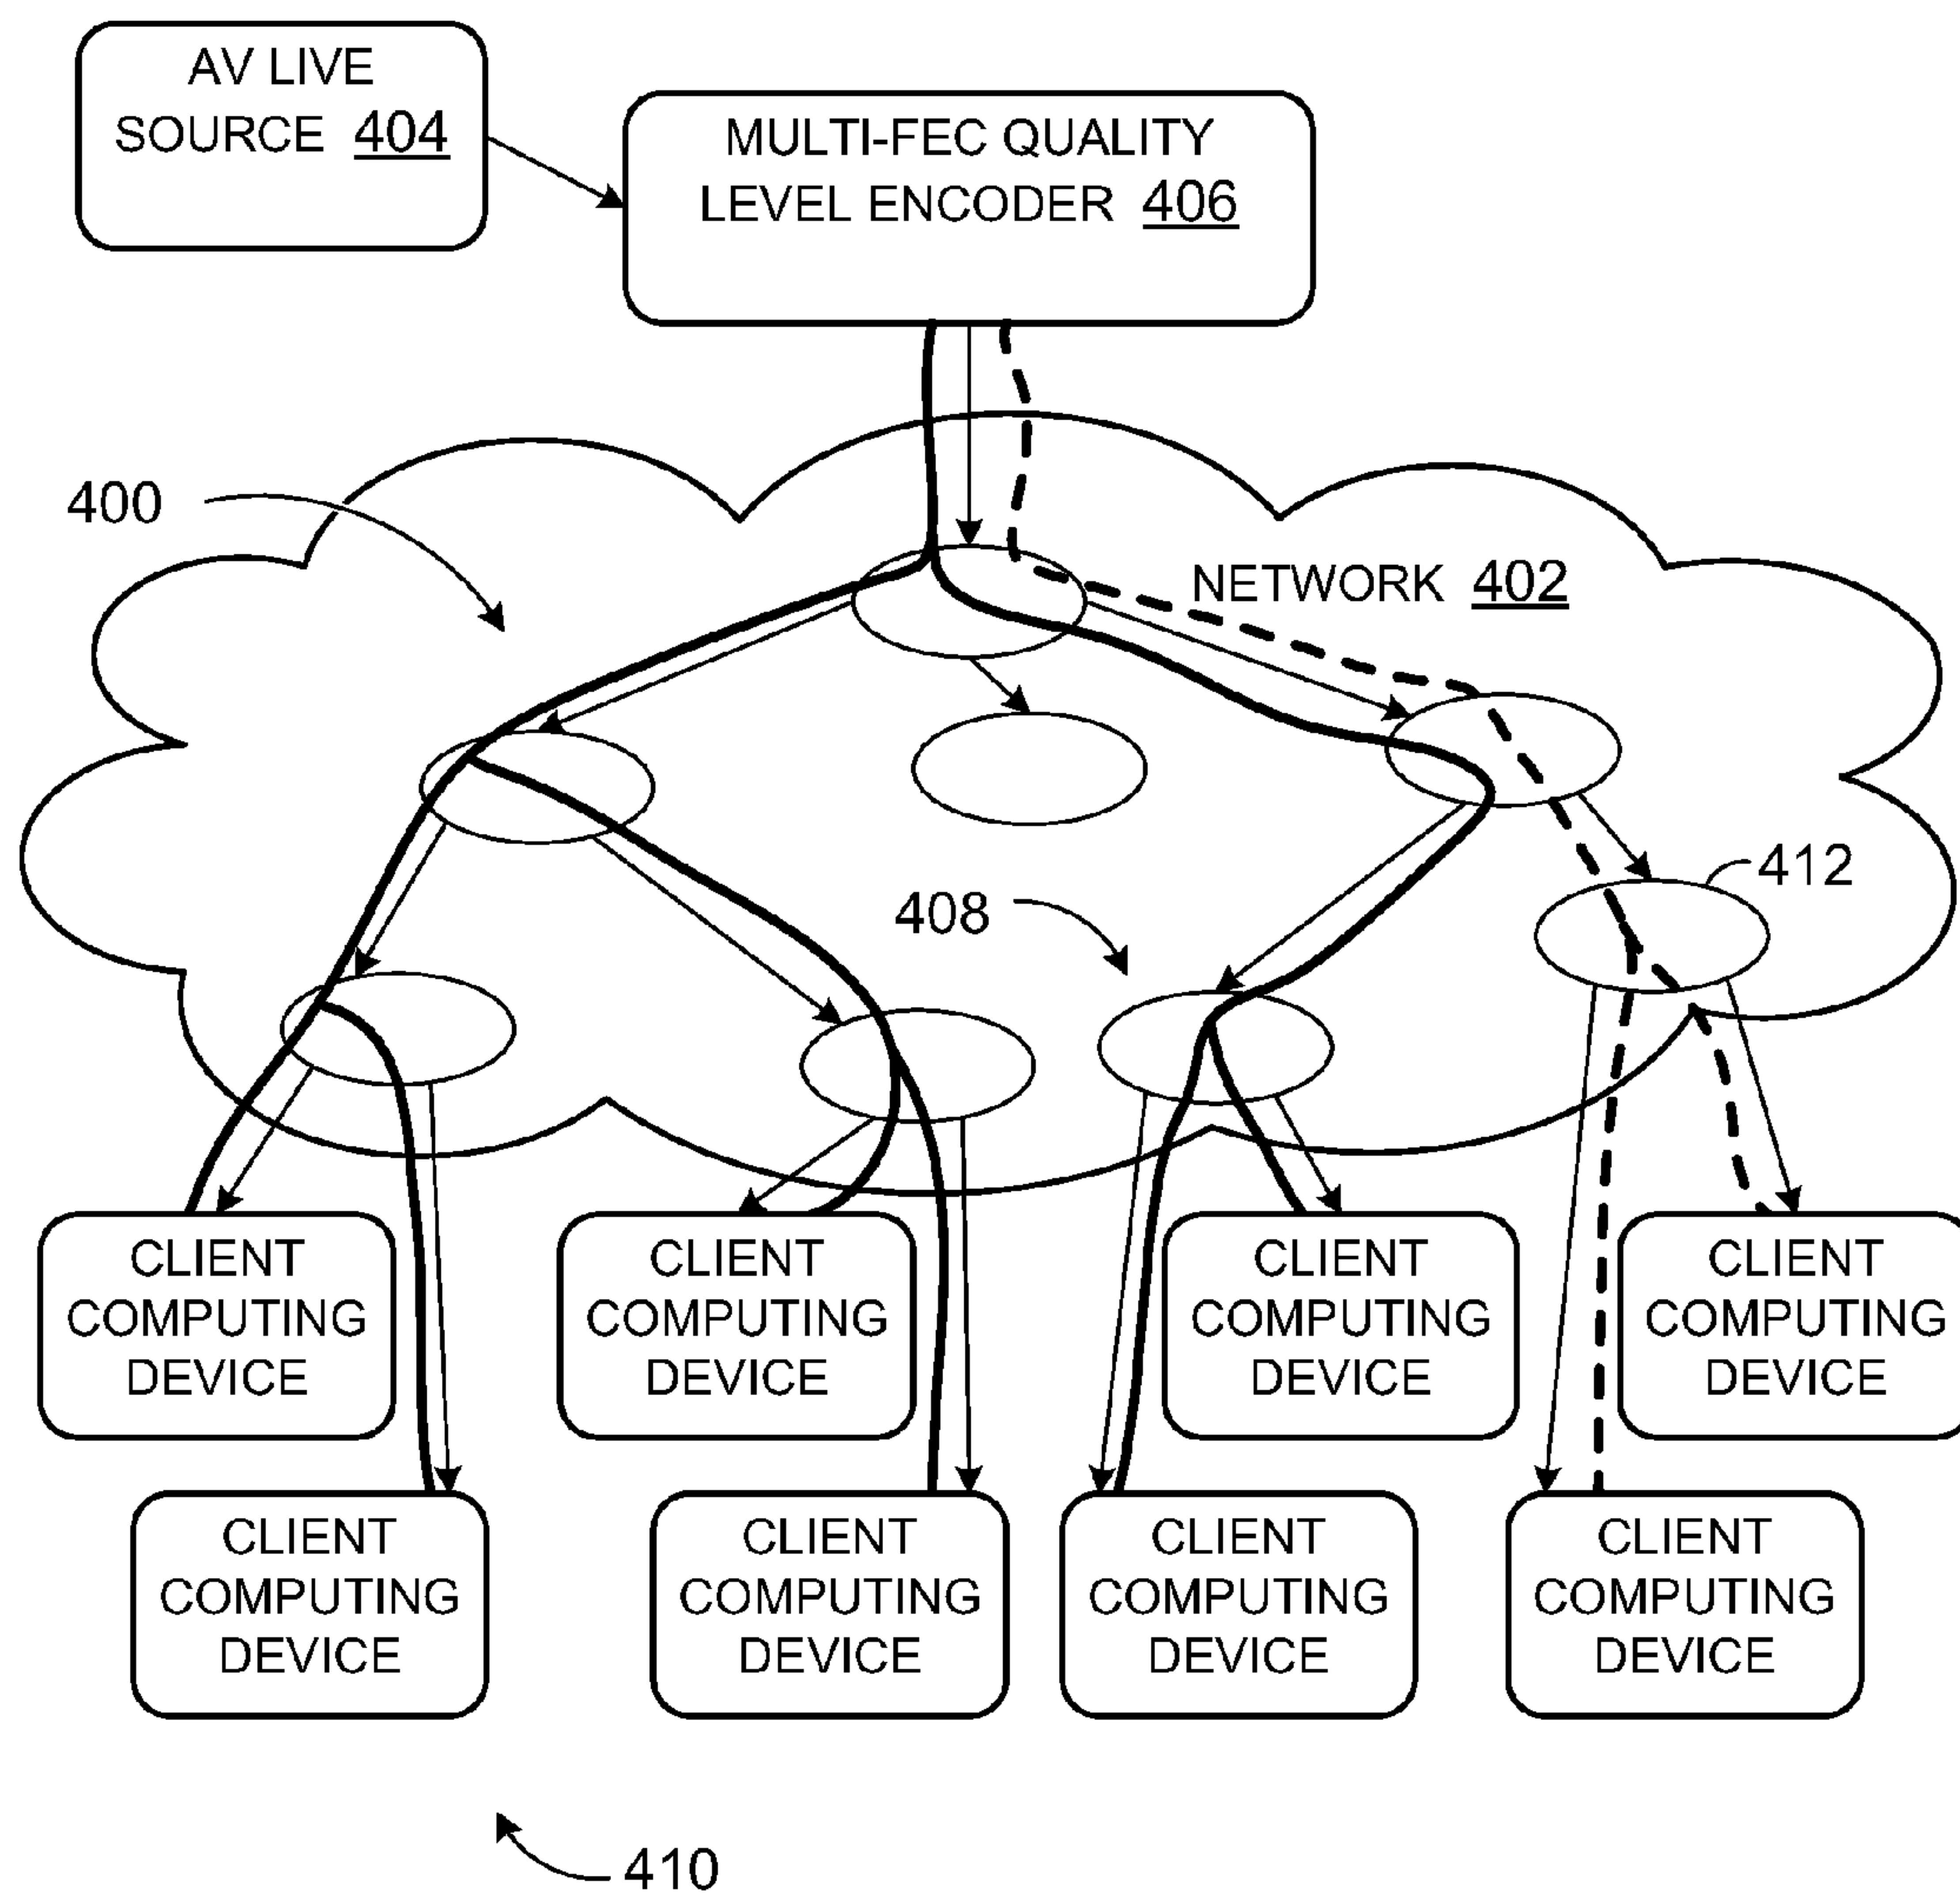 AV LIVE
SOURCE 404
MULTI-FEC QUALITY
LEVEL ENCODER 406
400
NETWORK 402
412
408
CLIENT
COMPUTING
DEVICE
CLIENT
COMPUTING
DEVICE
CLIENT
COMPUTING
DEVICE
CLIENT
COMPUTING
DEVICE
CLIENT
COMPUTING
DEVICE
CLIENT
COMPUTING
DEVICE
CLIENT
COMPUTING
DEVICE
CLIENT
COMPUTING
DEVICE
410